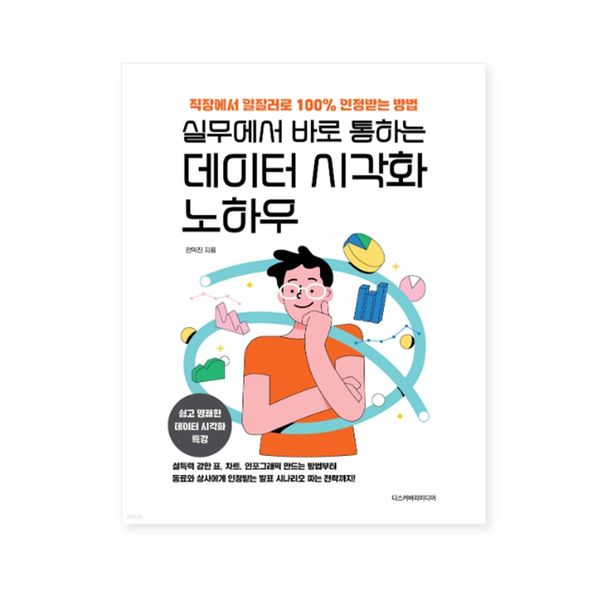 직장에서 일잘러로 100% 인정받는 방법
실무에서 바로 통하는
데이터 시각화
노하우
전익진 지음
쉽고 명쾌한
데이터 시각화
특강
설득력 강한 표, 차트, 인포그래픽 만드는 방법부터
동료와 상사에게 인정받는 발표 시나리오 짜는 전략까지!
디스커버리미디어
yes24